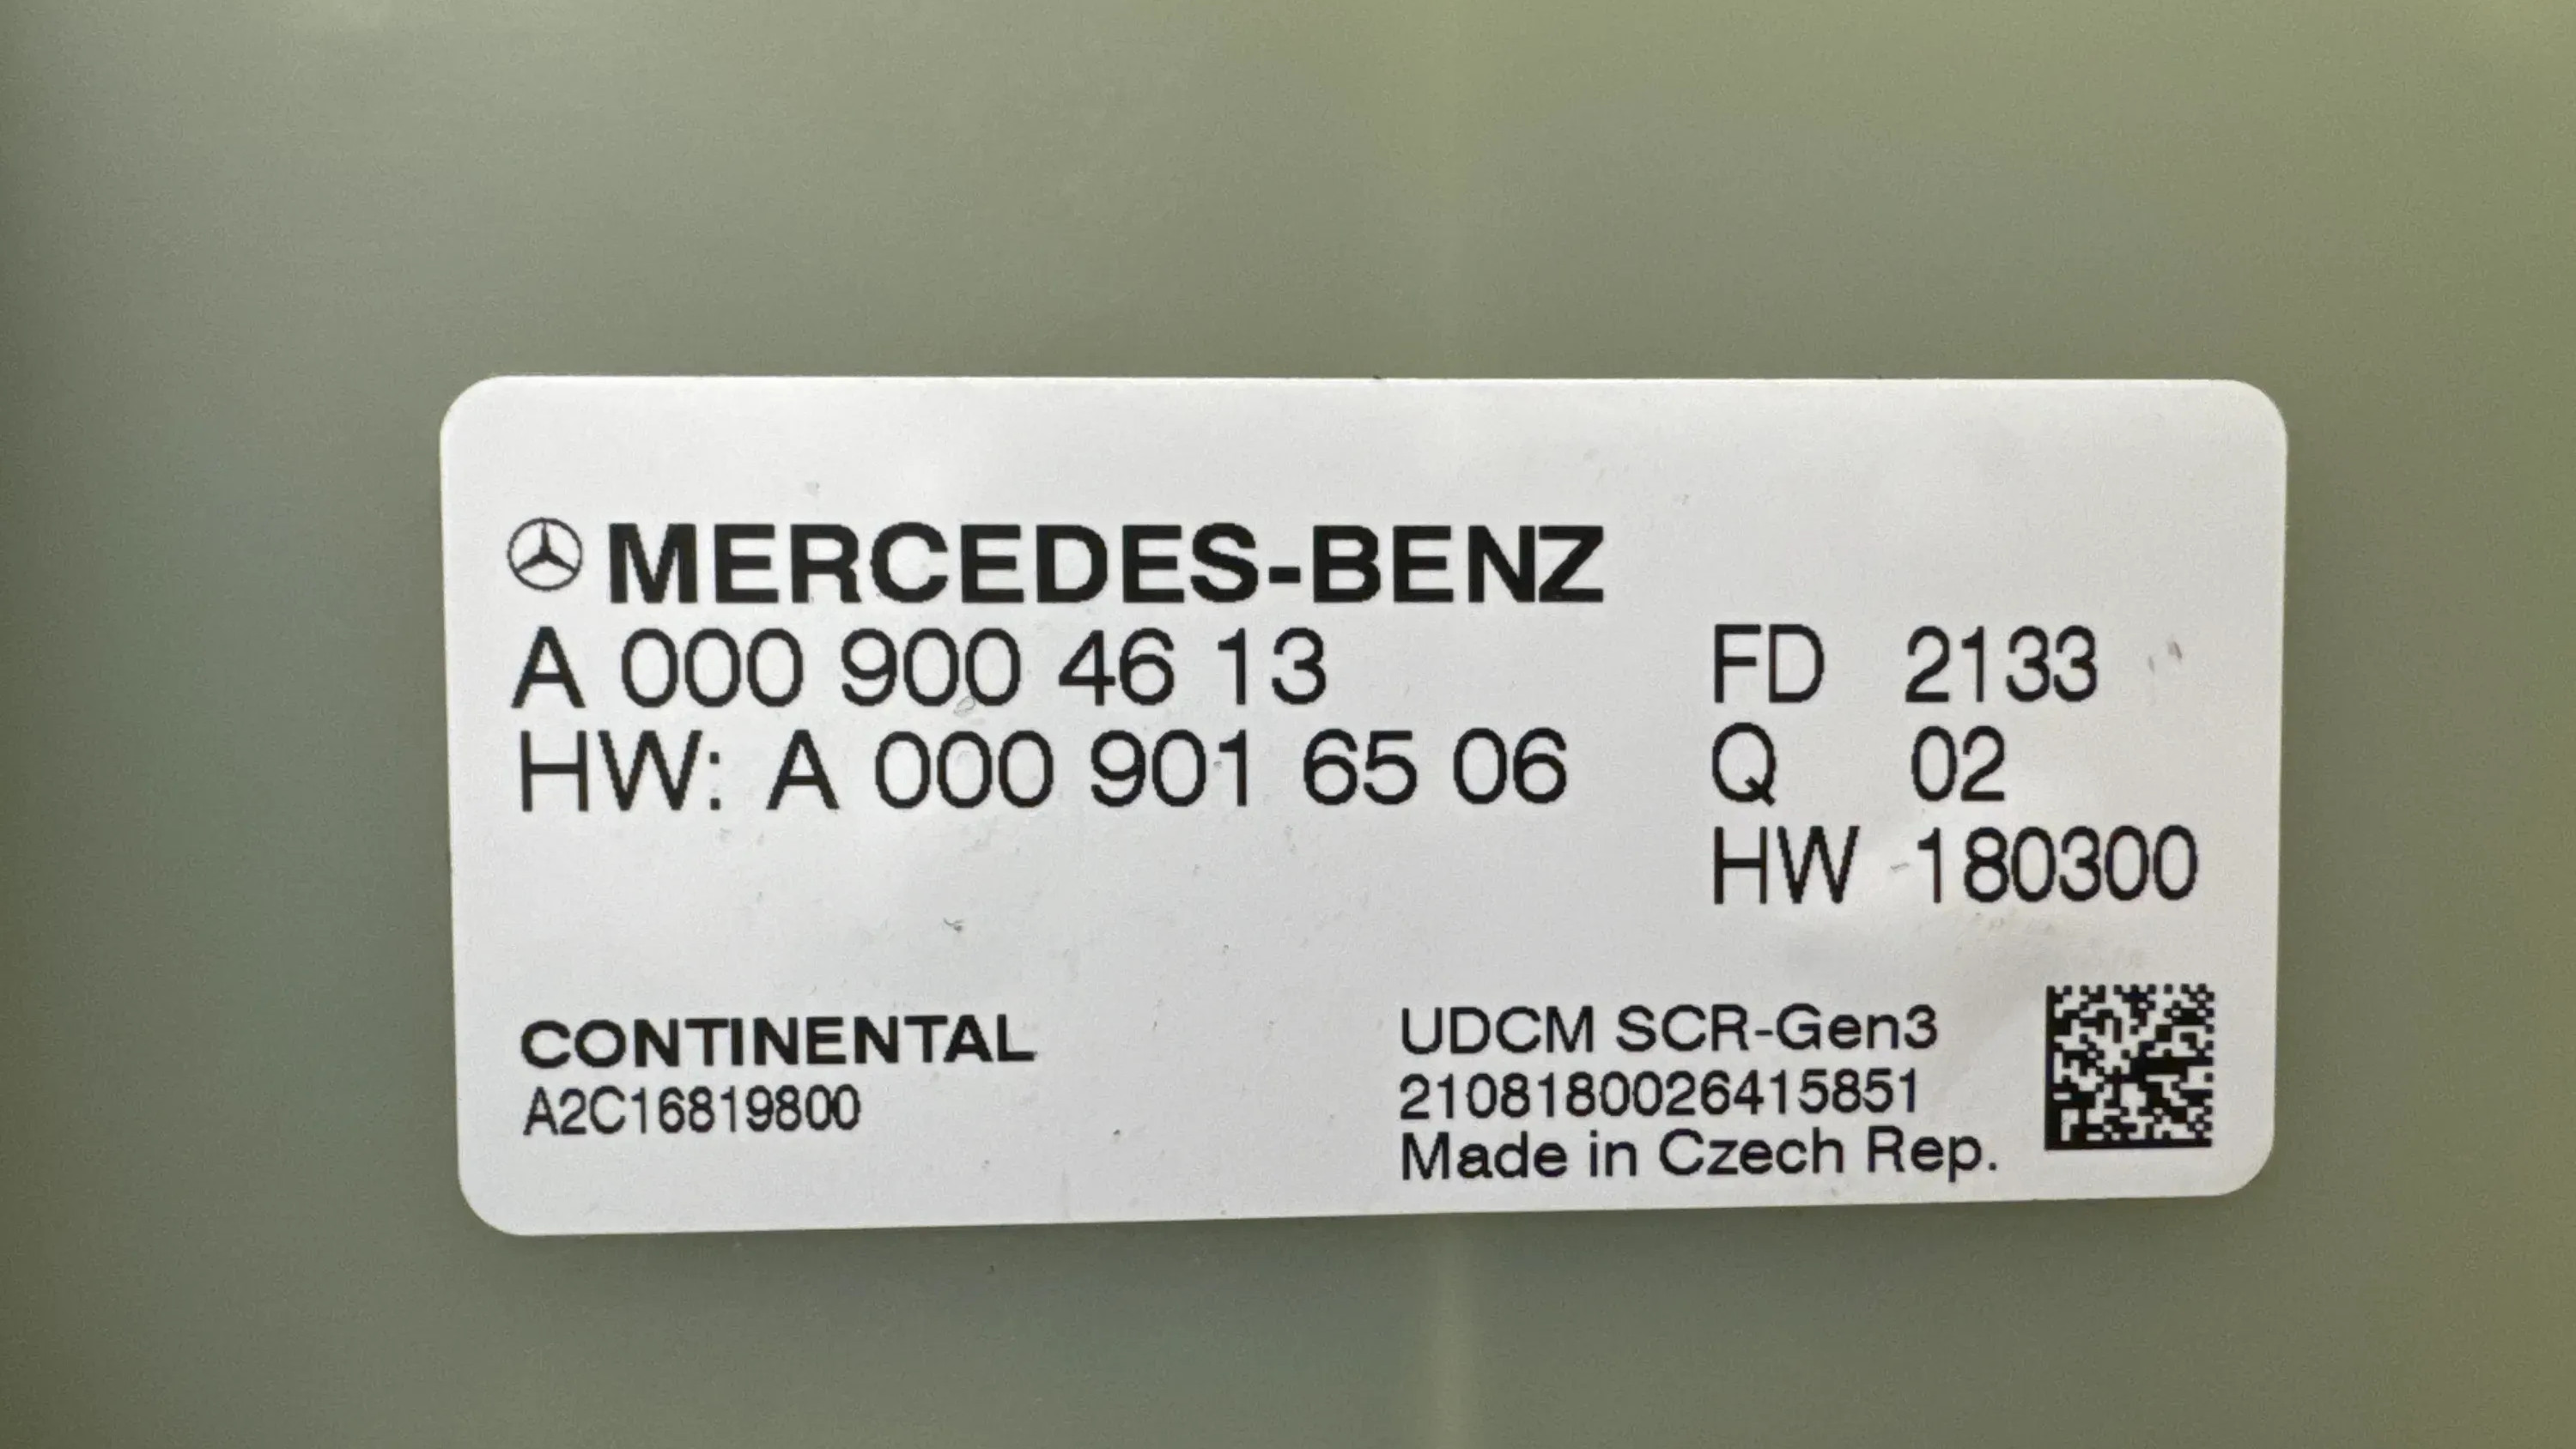 MERCEDES-BENZ
A 000 900 46 13
HW: A 000 901 65 06
FD 2133
Q 02
HW 180300
CONTINENTAL
A2C16819800
UDCM SCR-Gen3
2108180026415851
Made in Czech Rep.